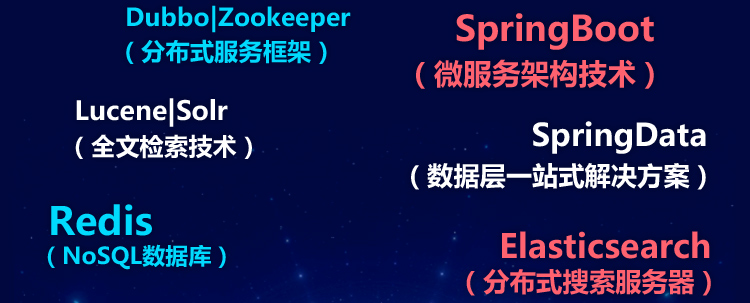 Dubbo|Zookeeper
（分布式服务框架）
SpringBoot
（微服务架构技术）
Lucene|Solr
（全文检索技术）
SpringData
（数据层一站式解决方案）
Redis
（NoSQL数据库）
Elasticsearch
（分布式搜索服务器）